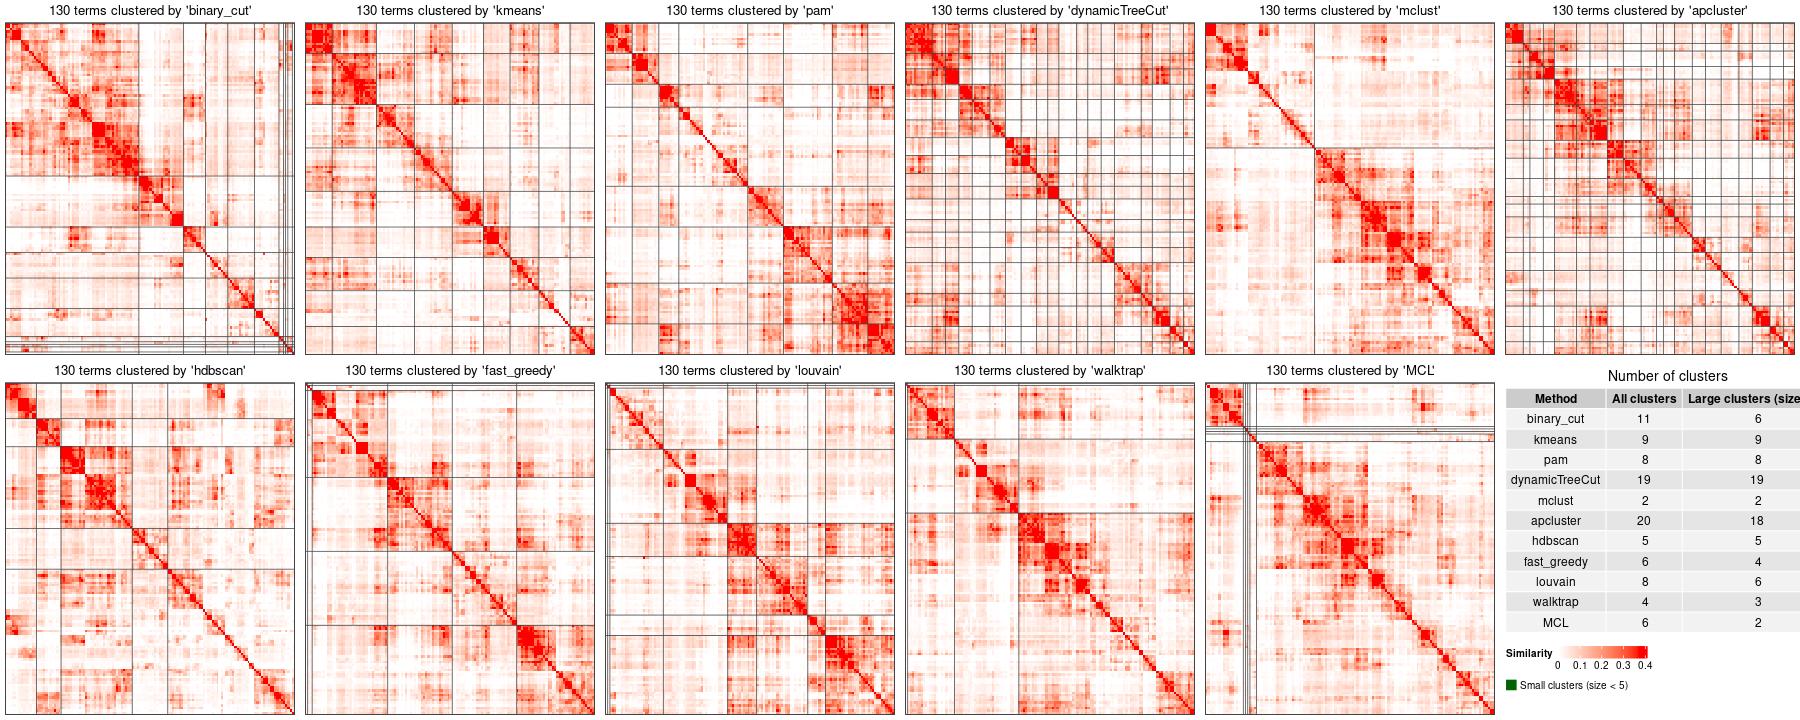 130 terms clustered by 'binary_cut'
130 terms clustered by 'kmeans'
130 terms clustered by 'pam'
130 terms clustered by 'dynamicTreeCut'
130 terms clustered by 'mclust'
130 terms clustered by 'apcluster'
130 terms clustered by 'hdbscan'
130 terms clustered by 'fast_greedy'
130 terms clustered by 'louvain'
130 terms clustered by 'walktrap'
130 terms clustered by 'MCL'
Number of clusters
Method All clusters Large clusters (size
binary_cut 11 6
kmeans 9 9
pam 8 8
dynamicTreeCut 19 19
mclust 2 2
apcluster 20 18
hdbscan 5 5
fast_greedy 6 4
louvain 8 6
walktrap 4 3
MCL 6 2
Similarity
0 0.1 0.2 0.3 0.4
Small clusters (size < 5)